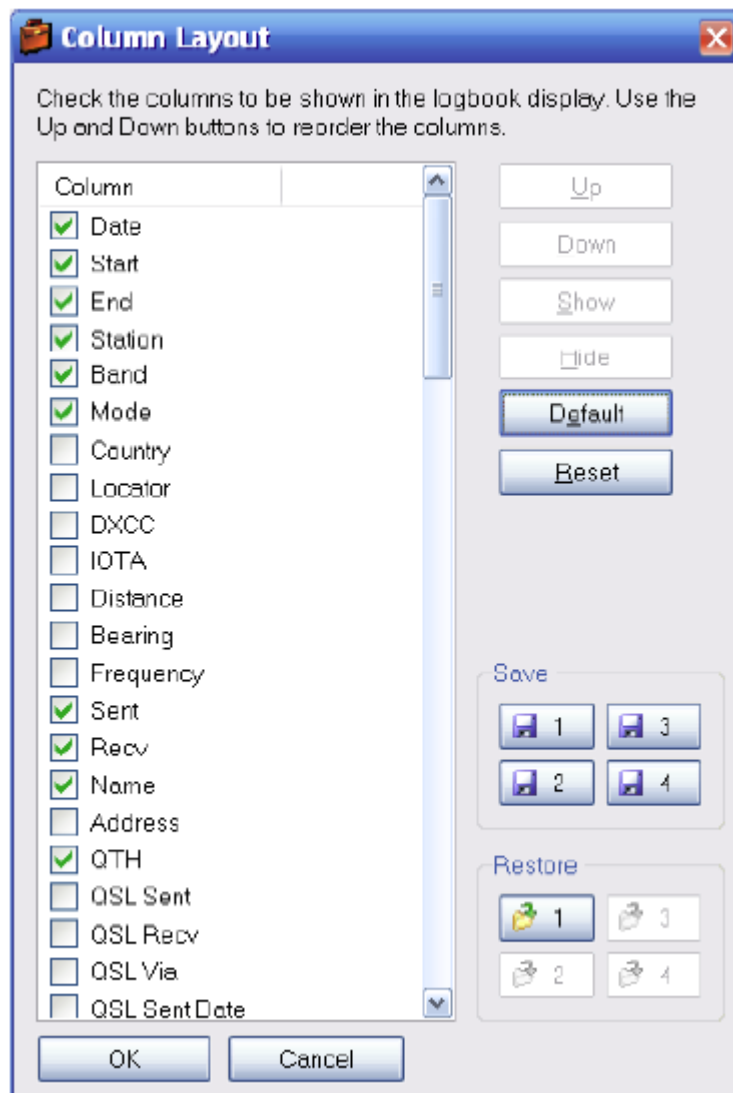 Column Layout
Check the columns to be shown in the logbook display. Use the
Up and Down buttons to reorder the columns.
Column
Date
Start
End
Station
Band
Mode
Country
Locator
DXCC
IOTA
Distance
Bearing
Frequency
Sent
Recv
Name
Address
QTH
QSL Sent
QSL Recv
QSL Via
QSL Sent Date
Up
Down
Show
Hide
Default
Reset
Save
1 3
2 4
Restore
1 3
2 4
OK Cancel